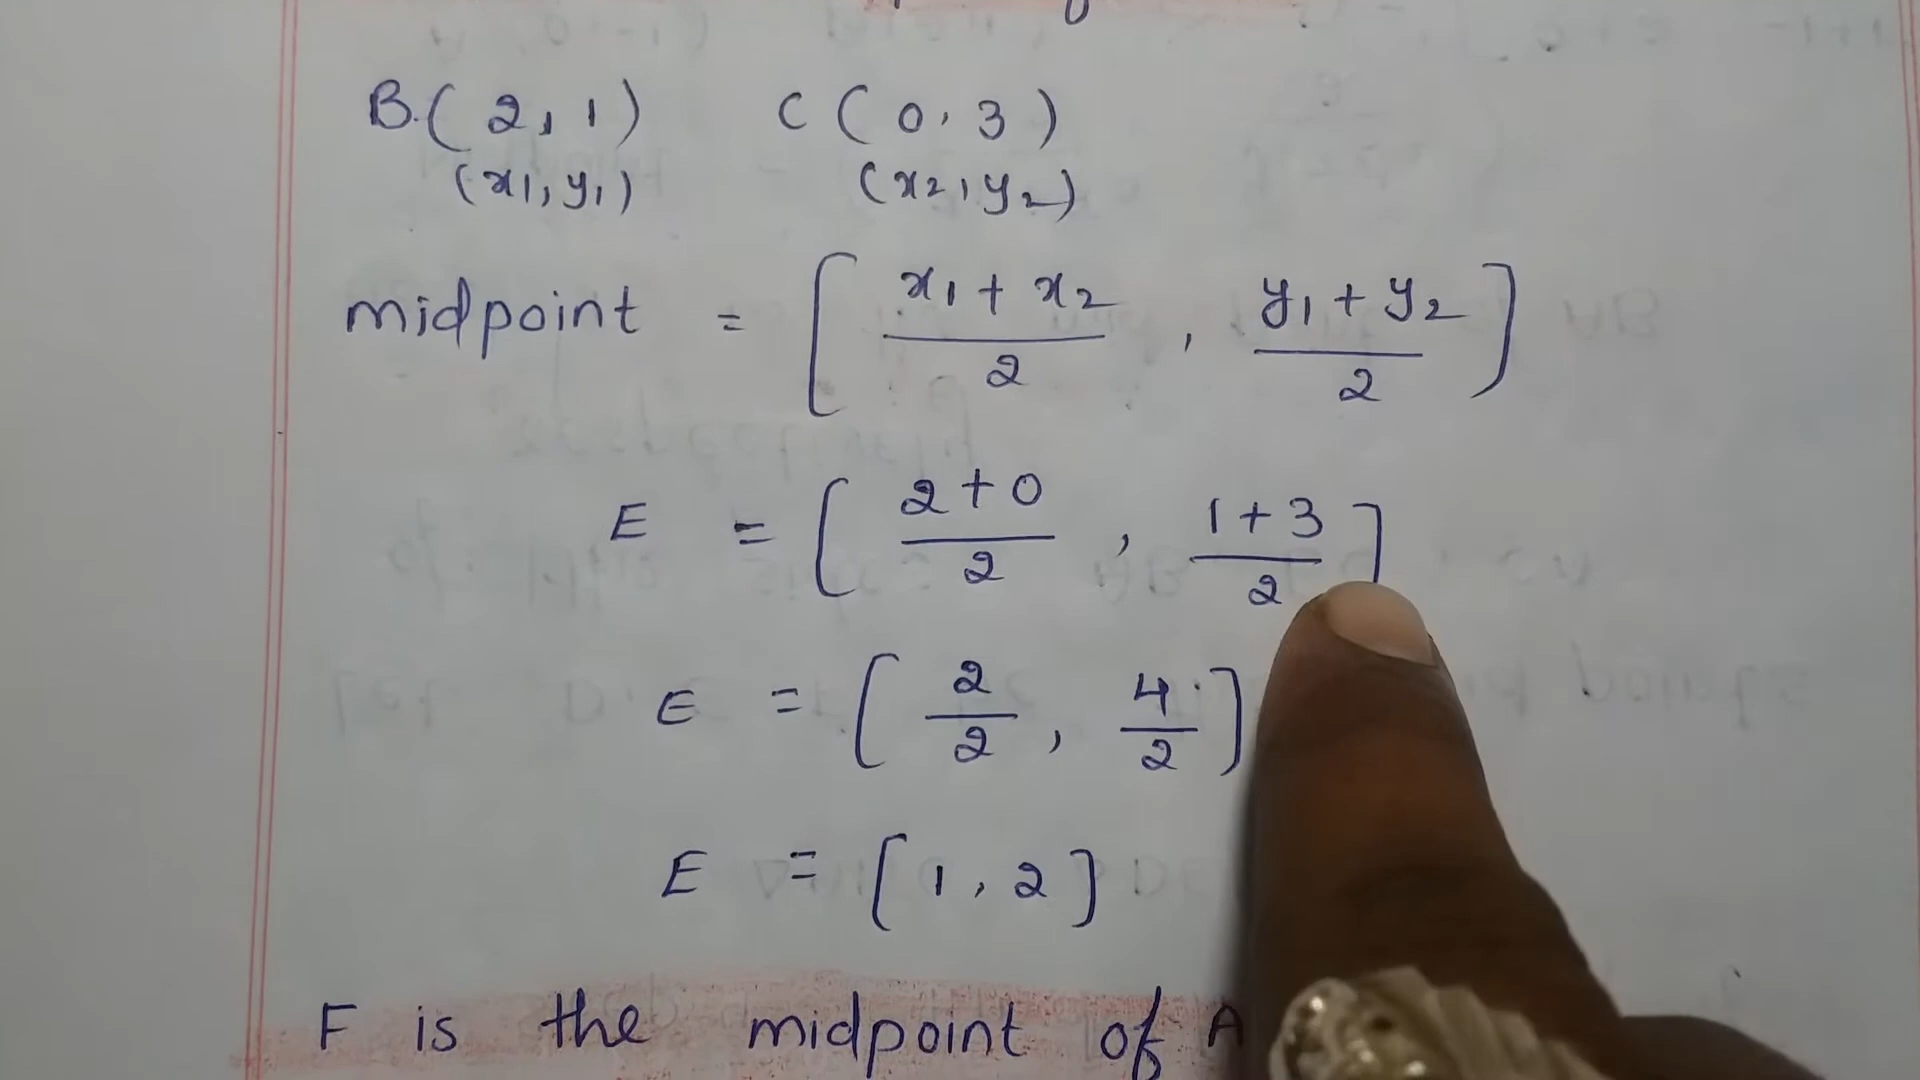 B(2,1) C(0,3)
(x1,y1) (x2,y2)
midpoint = [x1+x2/2, y1+y2/2]
E = [2+0/2, 1+3/2]
E = [2/2, 4/2]
E = [1,2]
F is the midpoint of A